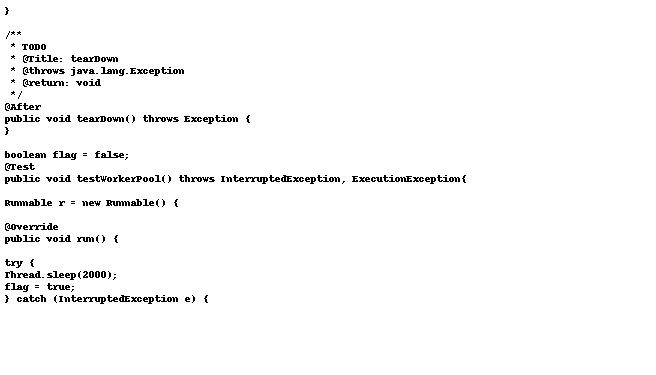 }
/**
* TODO
* @Title: tearDown
* @throws java.lang.Exception
* @return: void
*/
@After
public void tearDown() throws Exception {
}
boolean flag = false;
@Test
public void testWorkerPool() throws InterruptedException, ExecutionException{
Runnable r = new Runnable() {
@Override
public void run() {
try {
Thread.sleep(2000);
flag = true;
} catch (InterruptedException e) {